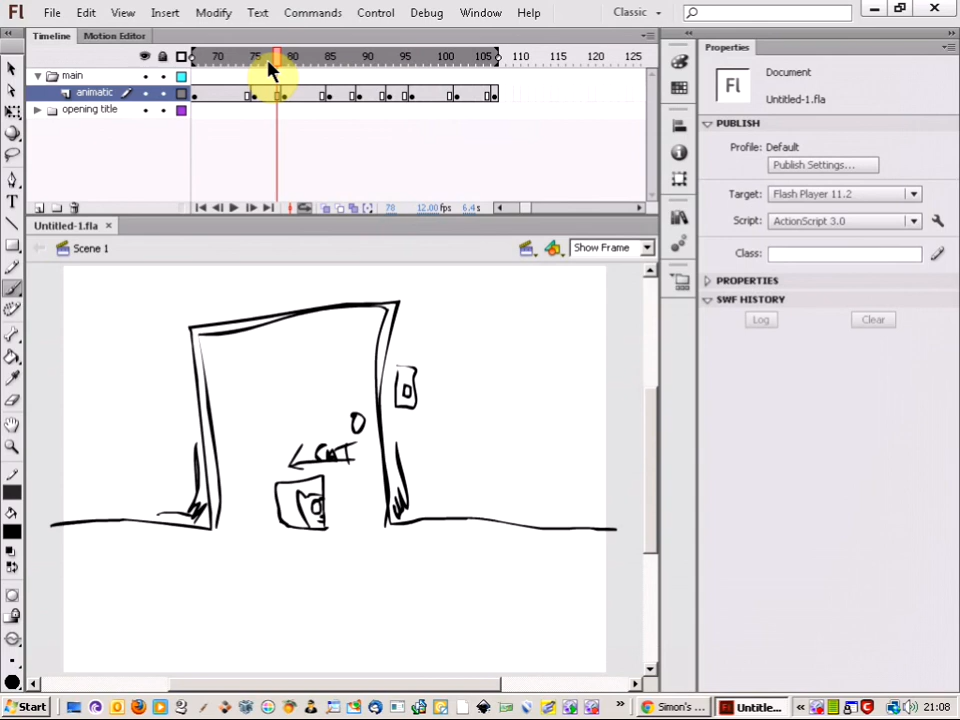 Fl File Edit View Insert Modify Text Commands Control Debug Window Help Classic
Timeline Motion Editor
70 75 80 85 90 95 100 105 110 115 120 125
main
animatic
opening title
78 12.00 fps 6.4 s
Untitled-1.fla ×
Scene 1
Show Frame
CAT
Properties
Fl Document
Untitled-1.fla
PUBLISH
Profile: Default
Publish Settings...
Target: Flash Player 11.2
Script: ActionScript 3.0
Class:
PROPERTIES
SWF HISTORY
Log Clear
Start Simon's ... Untitle... 21:08